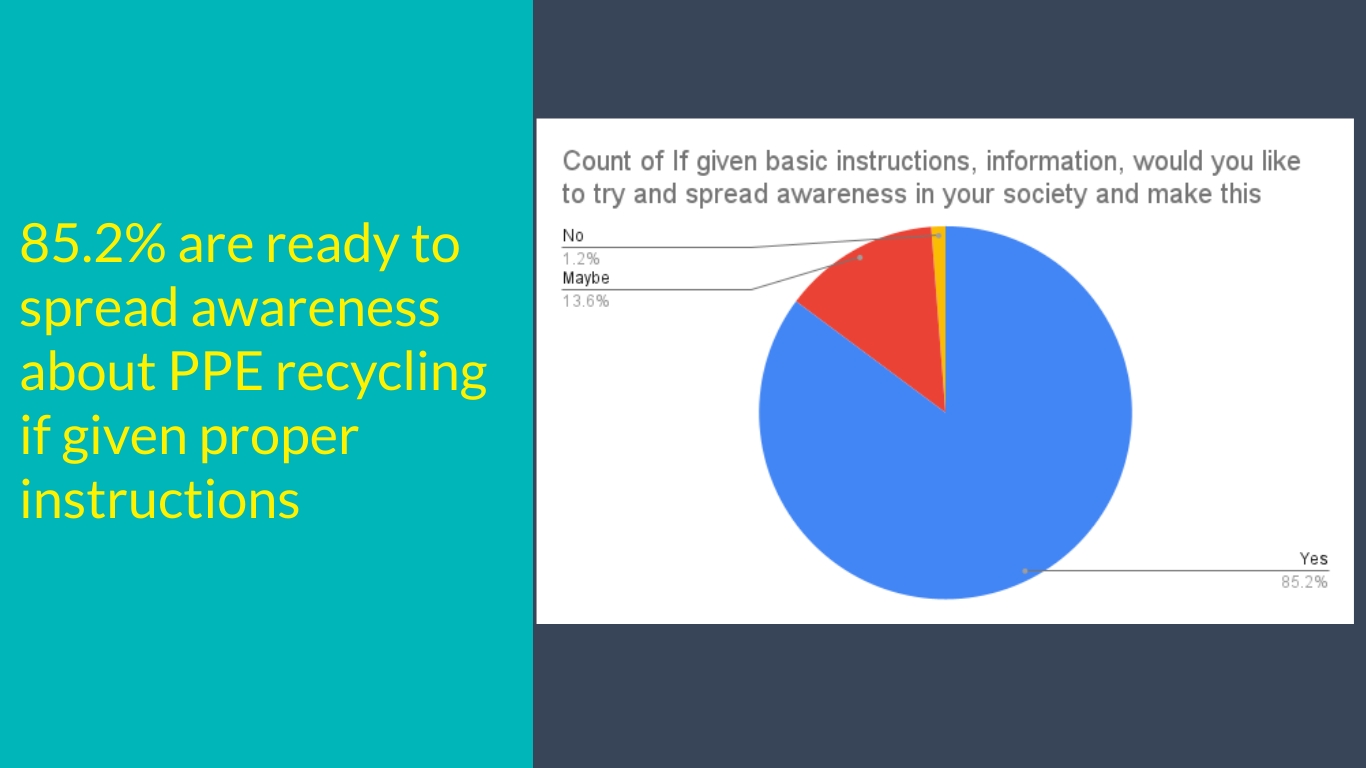 85.2% are ready to
spread awareness
about PPE recycling
if given proper
instructions
Count of If given basic instructions, information, would you like
to try and spread awareness in your society and make this
No
1.2%
Maybe
13.6%
Yes
85.2%